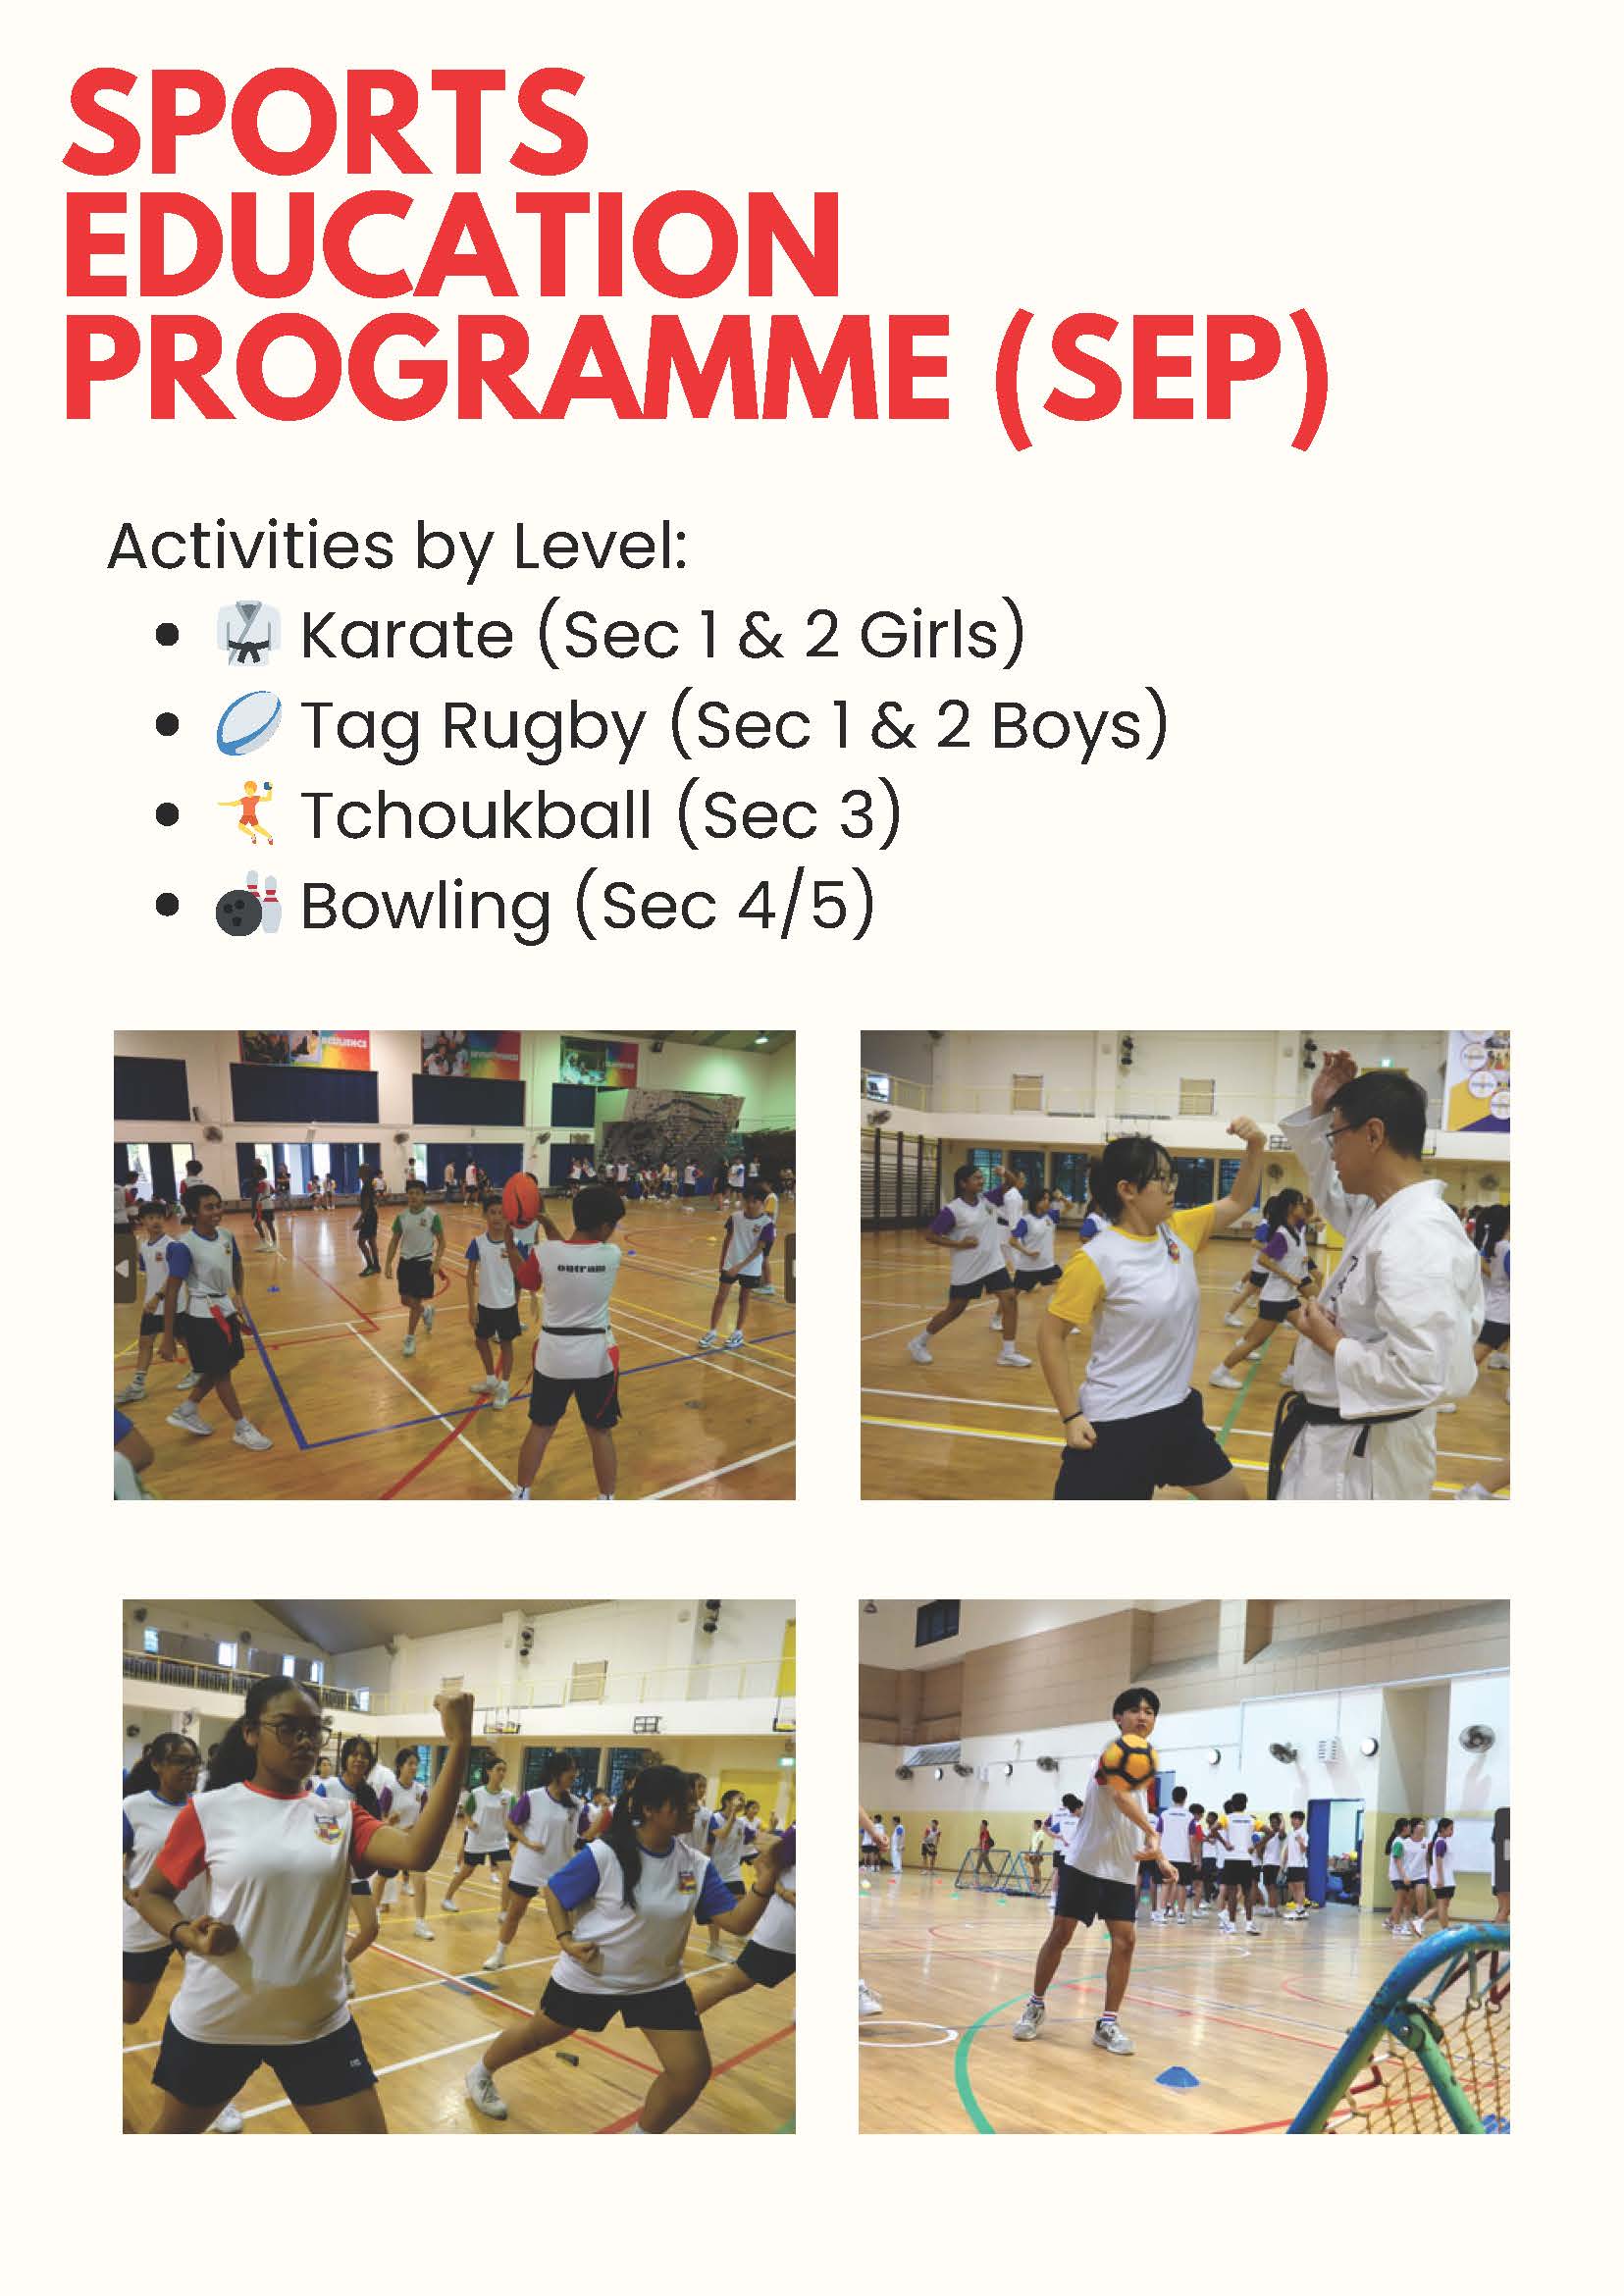 SPORTS
EDUCATION
PROGRAMME (SEP)
Activities by Level:
• Karate (Sec 1 & 2 Girls)
• Tag Rugby (Sec 1 & 2 Boys)
• Tchoukball (Sec 3)
• Bowling (Sec 4/5)
RESILIENCE
outram